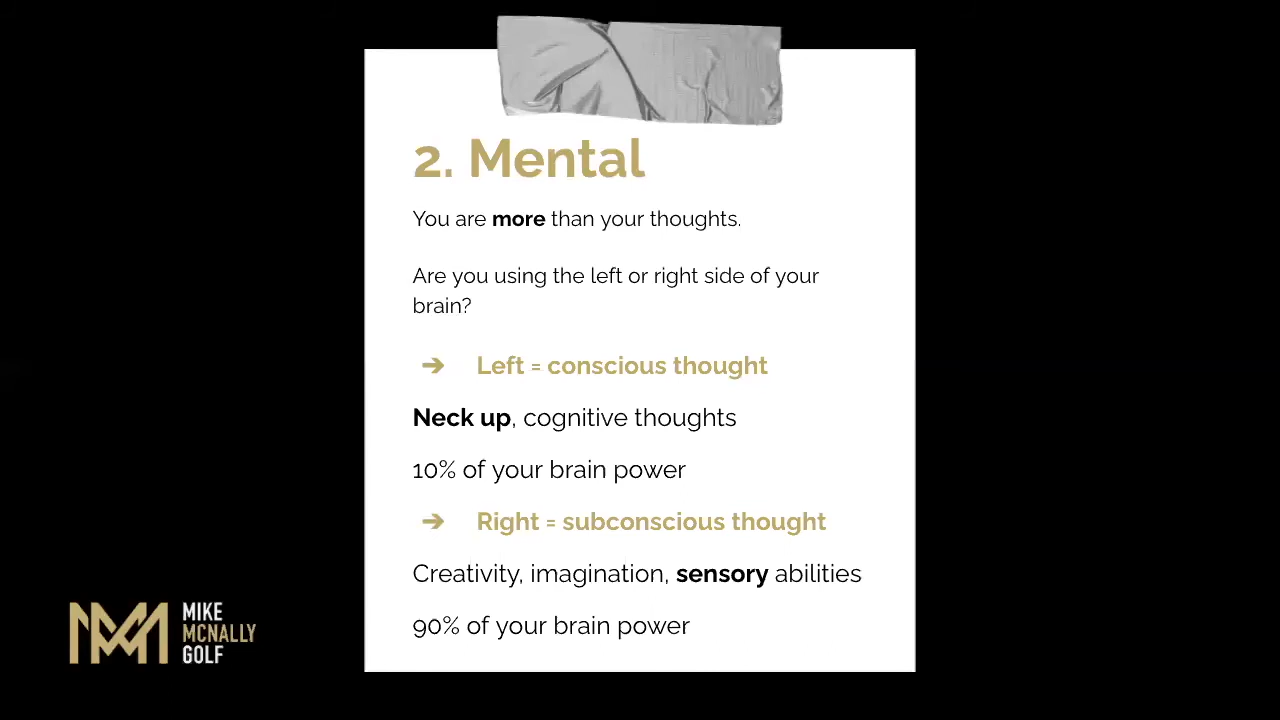 2. Mental
You are more than your thoughts.
Are you using the left or right side of your
brain?
➔ Left = conscious thought
Neck up, cognitive thoughts
10% of your brain power
➔ Right = subconscious thought
Creativity, imagination, sensory abilities
90% of your brain power
MIKE
MCNALLY
GOLF